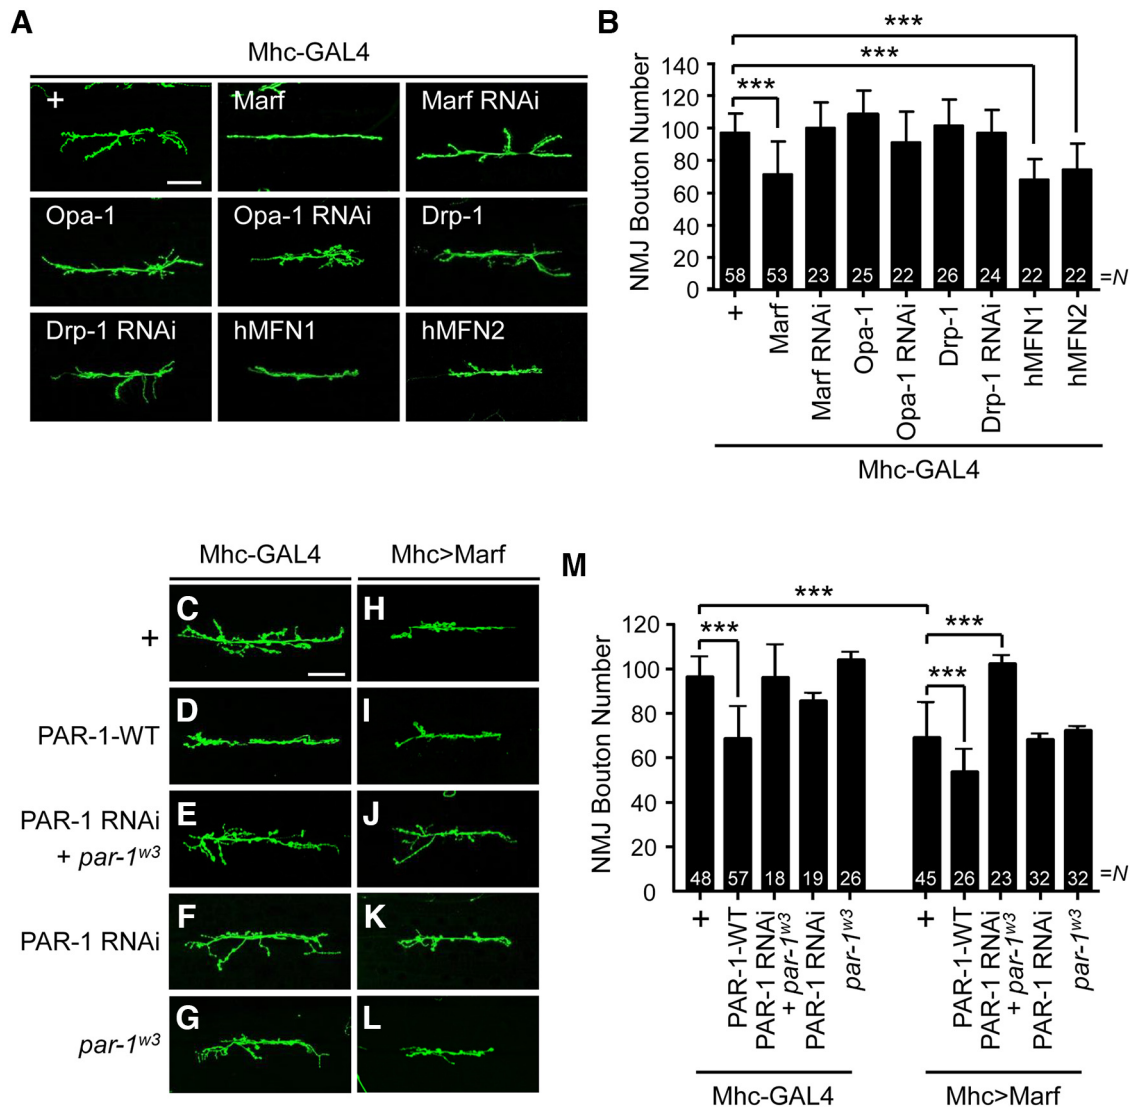 A
Mhc-GAL4
+
Marf
Marf RNAi
Opa-1
Opa-1 RNAi
Drp-1
Drp-1 RNAi
hMFN1
hMFN2
B
***
***
***
NMJ Bouton Number
140
120
100
80
60
40
20
0
58 53 23 25 22 26 24 22 22 =N
+
Marf
Marf RNAi
Opa-1
Opa-1 RNAi
Drp-1
Drp-1 RNAi
hMFN1
hMFN2
Mhc-GAL4
Mhc-GAL4 Mhc>Marf
+ C H
PAR-1-WT D I
PAR-1 RNAi E J
+ par-1ʷ³
PAR-1 RNAi F K
par-1ʷ³ G L
M
***
*** ***
***
NMJ Bouton Number
120
100
80
60
40
20
0
48 57 18 19 26 45 26 23 32 32 =N
+
PAR-1-WT
PAR-1 RNAi
+ par-1ʷ³
PAR-1 RNAi
par-1ʷ³
+
PAR-1-WT
PAR-1 RNAi
+ par-1ʷ³
PAR-1 RNAi
par-1ʷ³
Mhc-GAL4 Mhc>Marf